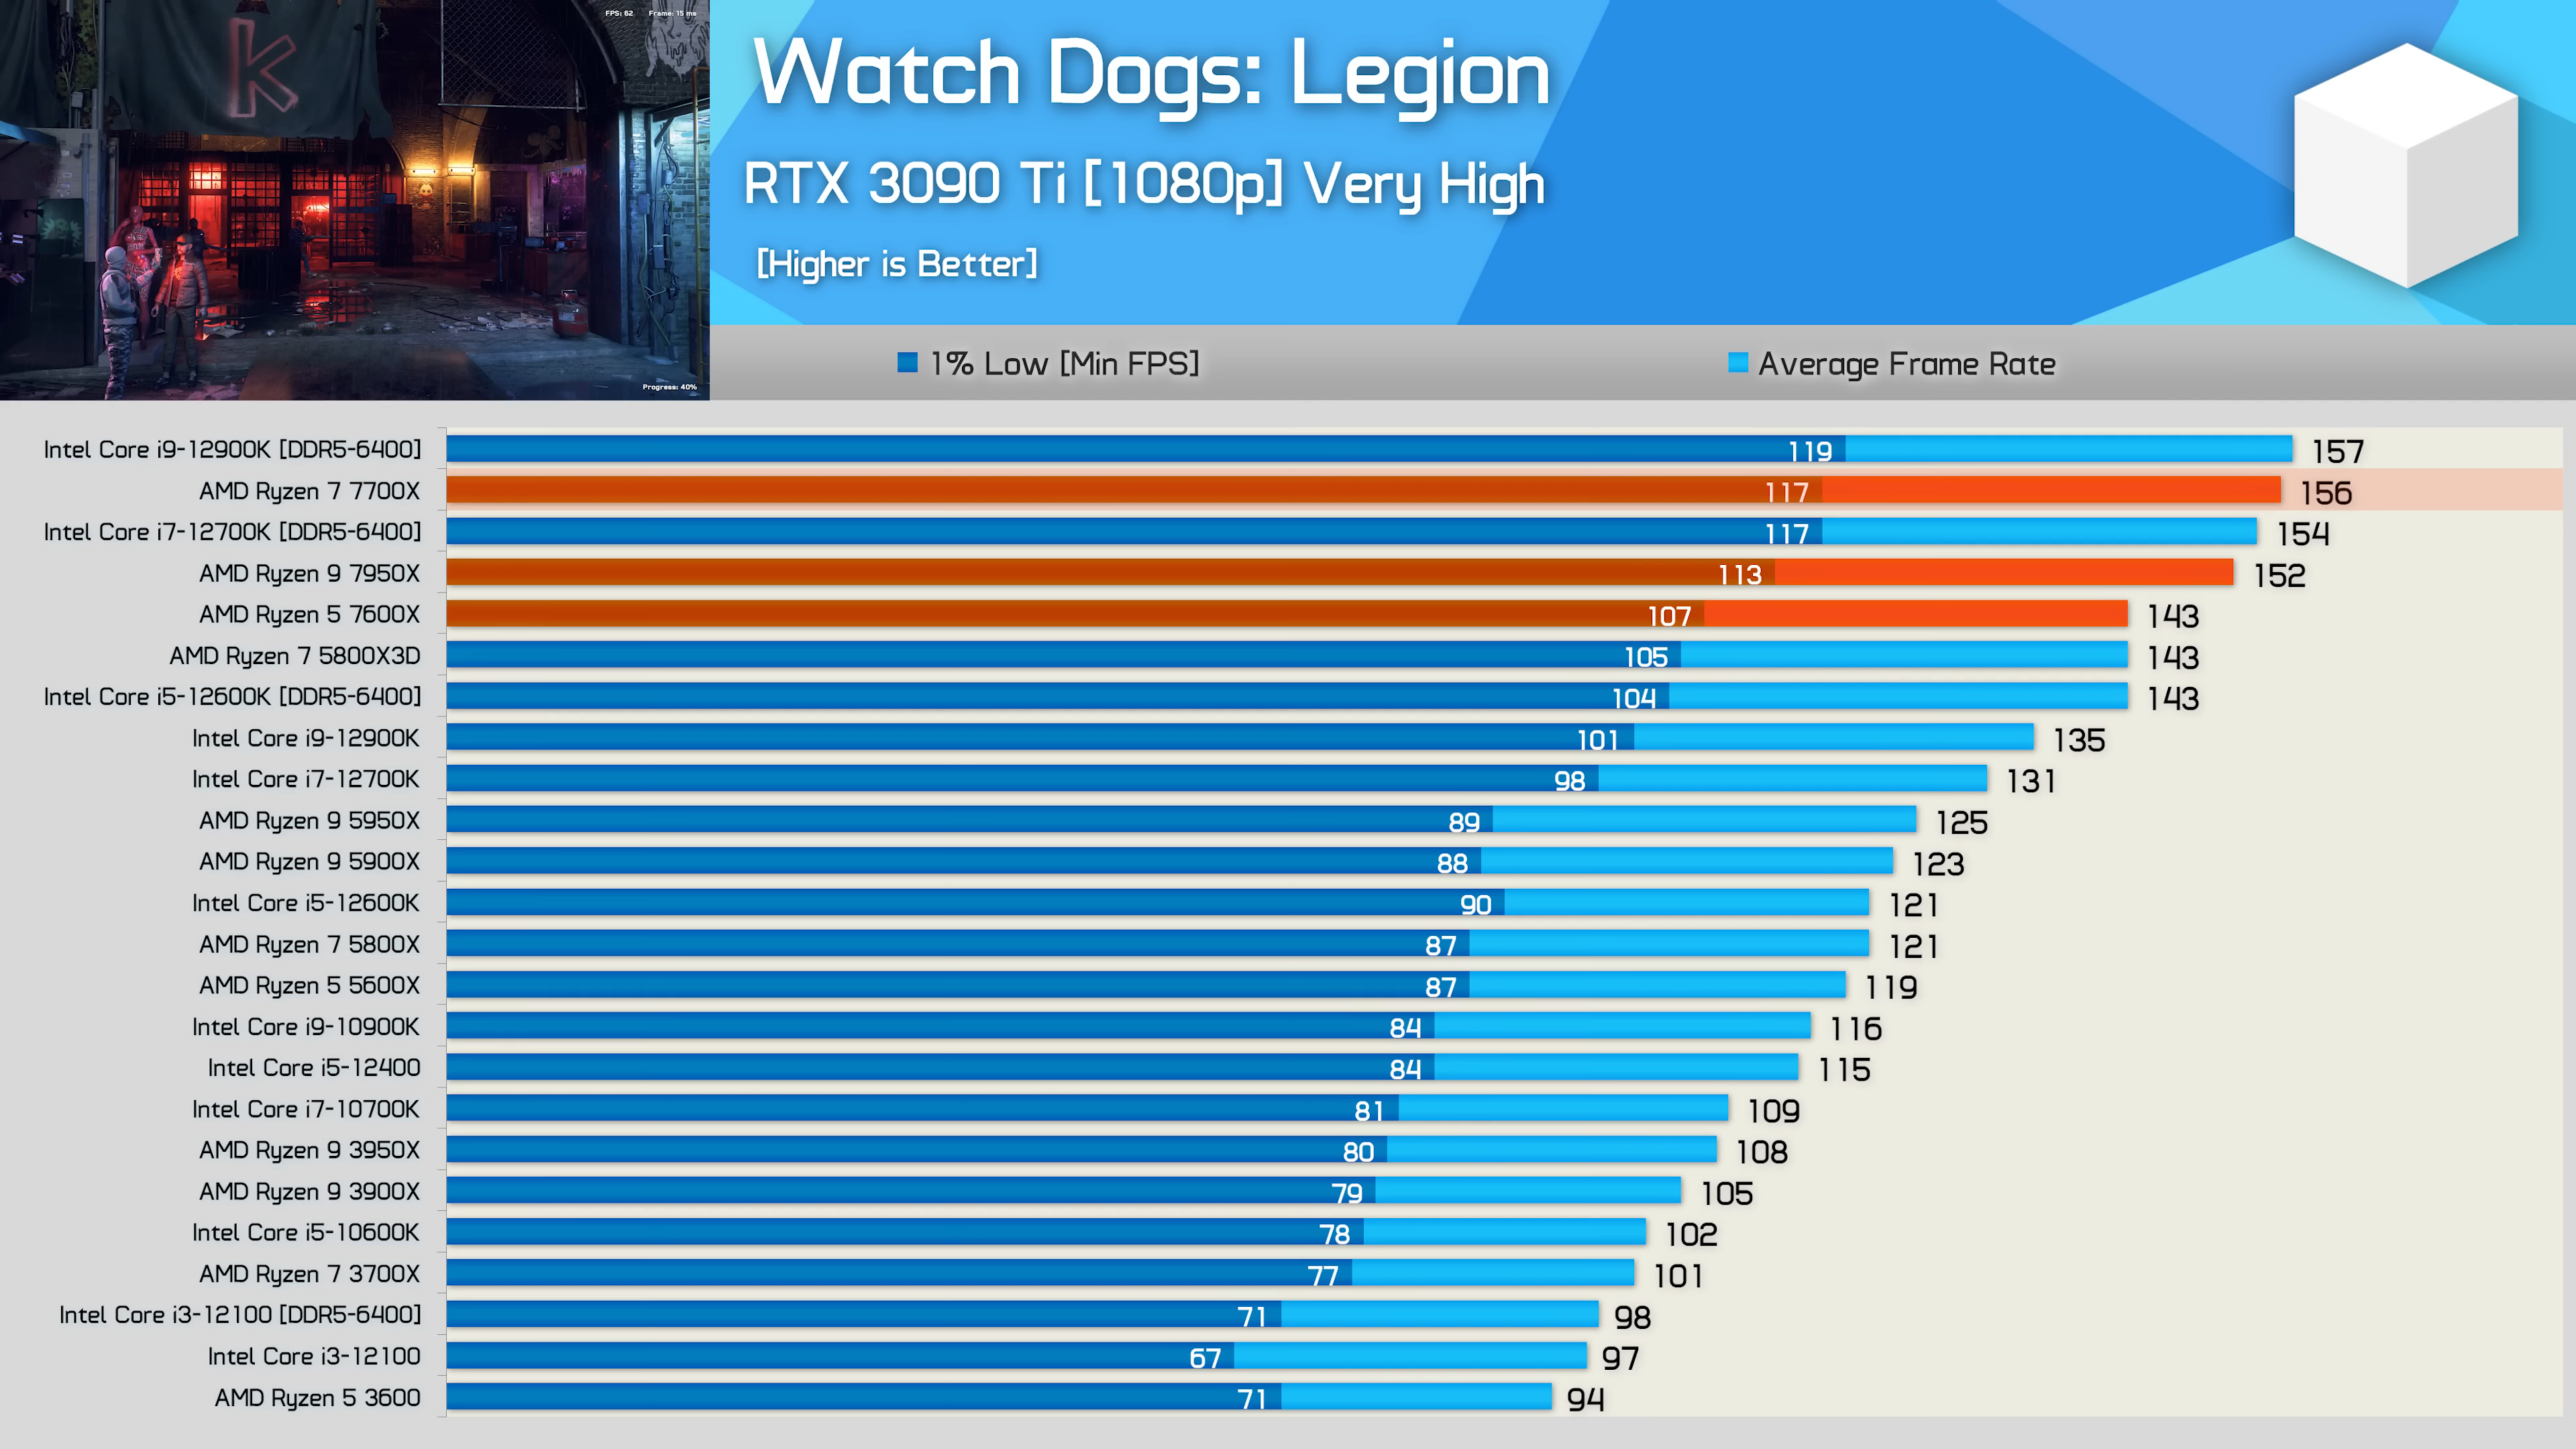 FPS: 62 Frame: 15 ms
K
Progress: 40%
Watch Dogs: Legion
RTX 3090 Ti [1080p] Very High
[Higher is Better]
1% Low [Min FPS] Average Frame Rate
Intel Core i9-12900K [DDR5-6400] 119 157
AMD Ryzen 7 7700X 117 156
Intel Core i7-12700K [DDR5-6400] 117 154
AMD Ryzen 9 7950X 113 152
AMD Ryzen 5 7600X 107 143
AMD Ryzen 7 5800X3D 105 143
Intel Core i5-12600K [DDR5-6400] 104 143
Intel Core i9-12900K 101 135
Intel Core i7-12700K 98 131
AMD Ryzen 9 5950X 89 125
AMD Ryzen 9 5900X 88 123
Intel Core i5-12600K 90 121
AMD Ryzen 7 5800X 87 121
AMD Ryzen 5 5600X 87 119
Intel Core i9-10900K 84 116
Intel Core i5-12400 84 115
Intel Core i7-10700K 81 109
AMD Ryzen 9 3950X 80 108
AMD Ryzen 9 3900X 79 105
Intel Core i5-10600K 78 102
AMD Ryzen 7 3700X 77 101
Intel Core i3-12100 [DDR5-6400] 71 98
Intel Core i3-12100 67 97
AMD Ryzen 5 3600 71 94